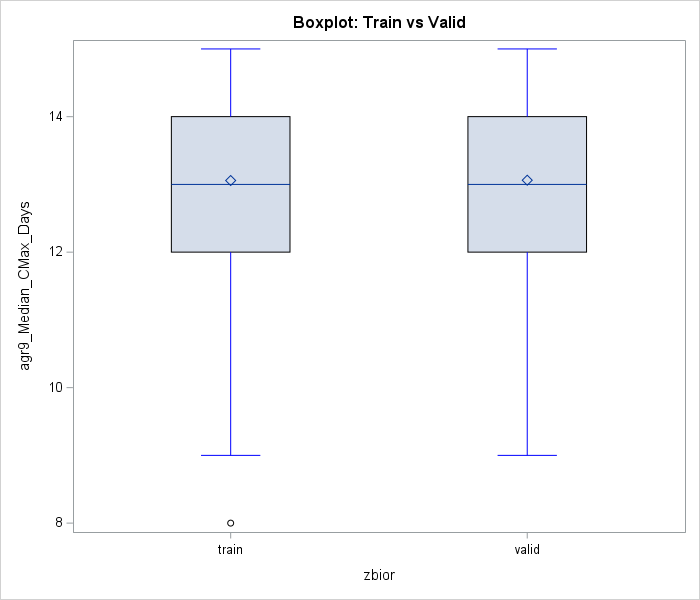 Boxplot: Train vs Valid
agr9_Median_CMax_Days
14
12
10
8
train
valid
zbior